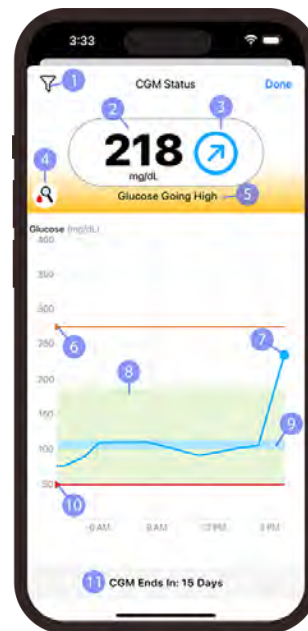 3:33
1
CGM Status
Done
2
3
218
mg/dL
4
Glucose Going High
5
Glucose (mg/dL)
400
350
300
6
7
250
200
8
150
9
100
50
10
6 AM
9 AM
12 PM
3 PM
11 CGM Ends In: 15 Days